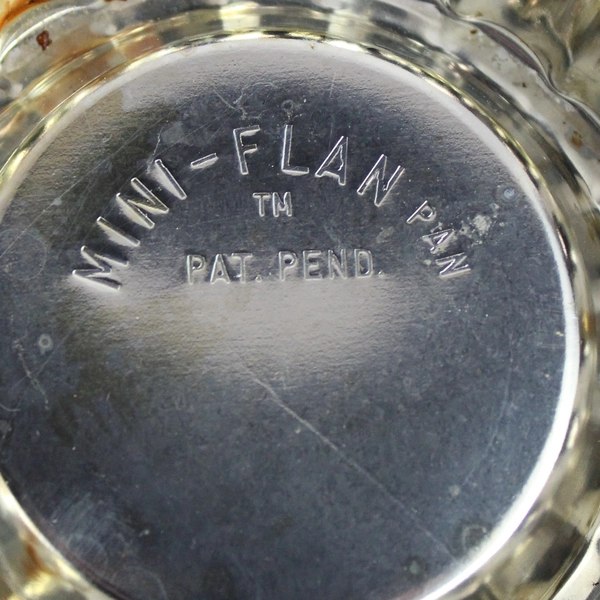 MINI-FLAN PAN
TM
PAT. PEND.